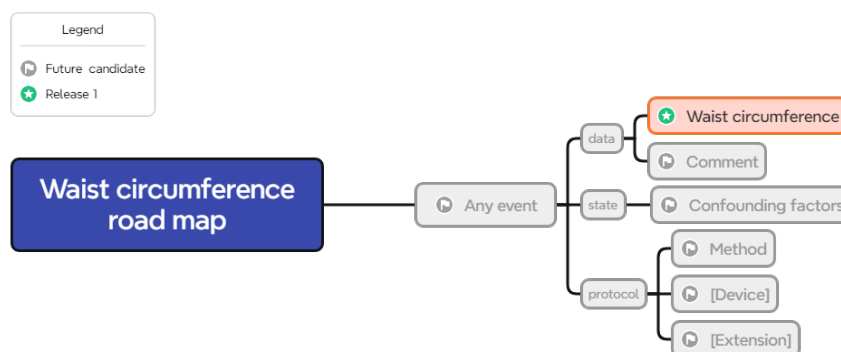 Legend
Future candidate
Release 1
Waist circumference
road map
Any event
data
Waist circumference
Comment
state
Confounding factors
protocol
Method
[Device]
[Extension]